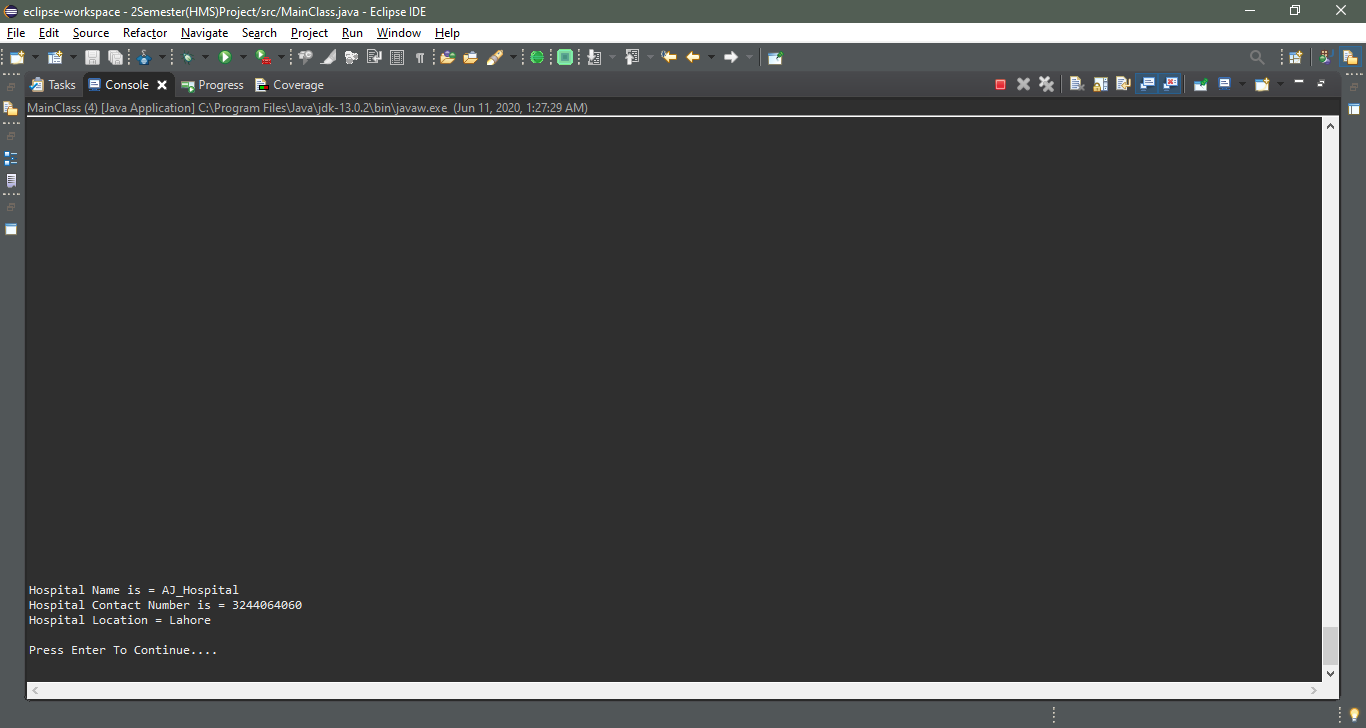 eclipse-workspace - 2Semester(HMS)Project/src/MainClass.java - Eclipse IDE
File Edit Source Refactor Navigate Search Project Run Window Help
Tasks Console Progress Coverage
MainClass (4) [Java Application] C:\Program Files\Java\jdk-13.0.2\bin\javaw.exe (Jun 11, 2020, 1:27:29 AM)
Hospital Name is = AJ_Hospital
Hospital Contact Number is = 3244064060
Hospital Location = Lahore
Press Enter To Continue....